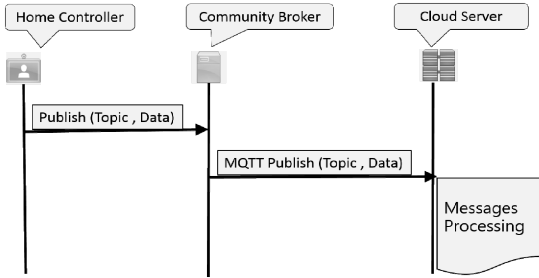 Home Controller
Community Broker
Cloud Server
Publish (Topic , Data)
MQTT Publish (Topic , Data)
Messages
Processing